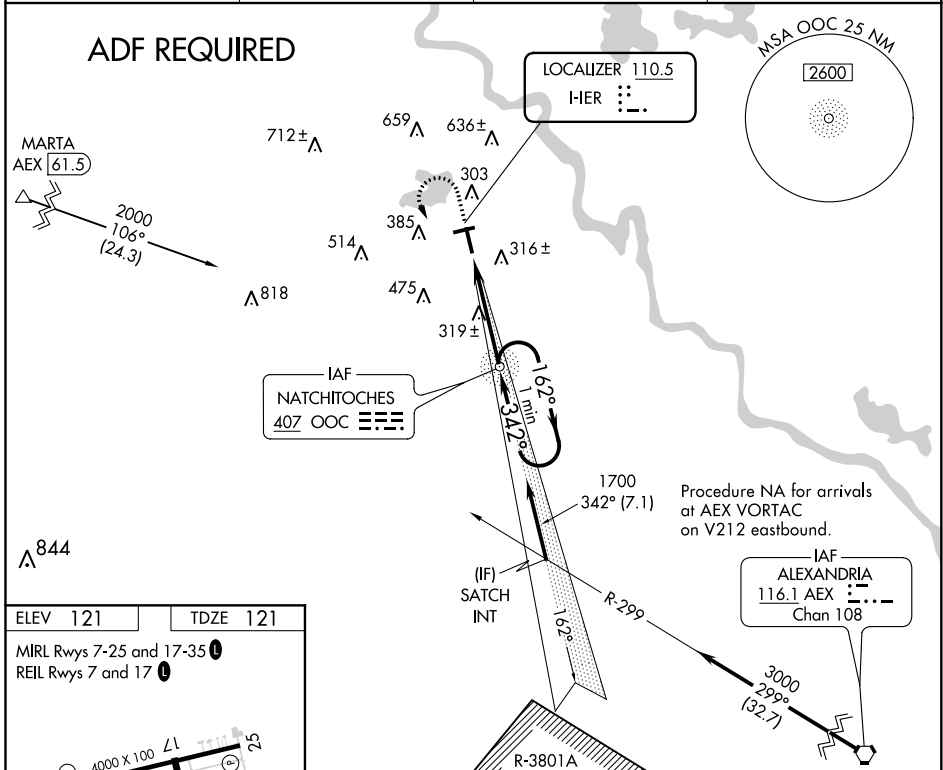 ADF REQUIRED
LOCALIZER 110.5
I-IER
MSA OOC 25 NM
2600
MARTA
AEX 61.5
2000
106°
(24.3)
712±
659
636±
303
385
514
316±
818
475
319±
IAF
NATCHITOCHES
407 OOC
162°
1 min
342°
1700
342° (7.1)
Procedure NA for arrivals
at AEX VORTAC
on V212 eastbound.
844
(IF)
SATCH
INT
R-299
162°
IAF
ALEXANDRIA
116.1 AEX
Chan 108
3000
299°
(32.7)
R-3801A
ELEV 121
TDZE 121
MIRL Rwys 7-25 and 17-35 L
REIL Rwys 7 and 17 L
4000 X 100
17
25
P